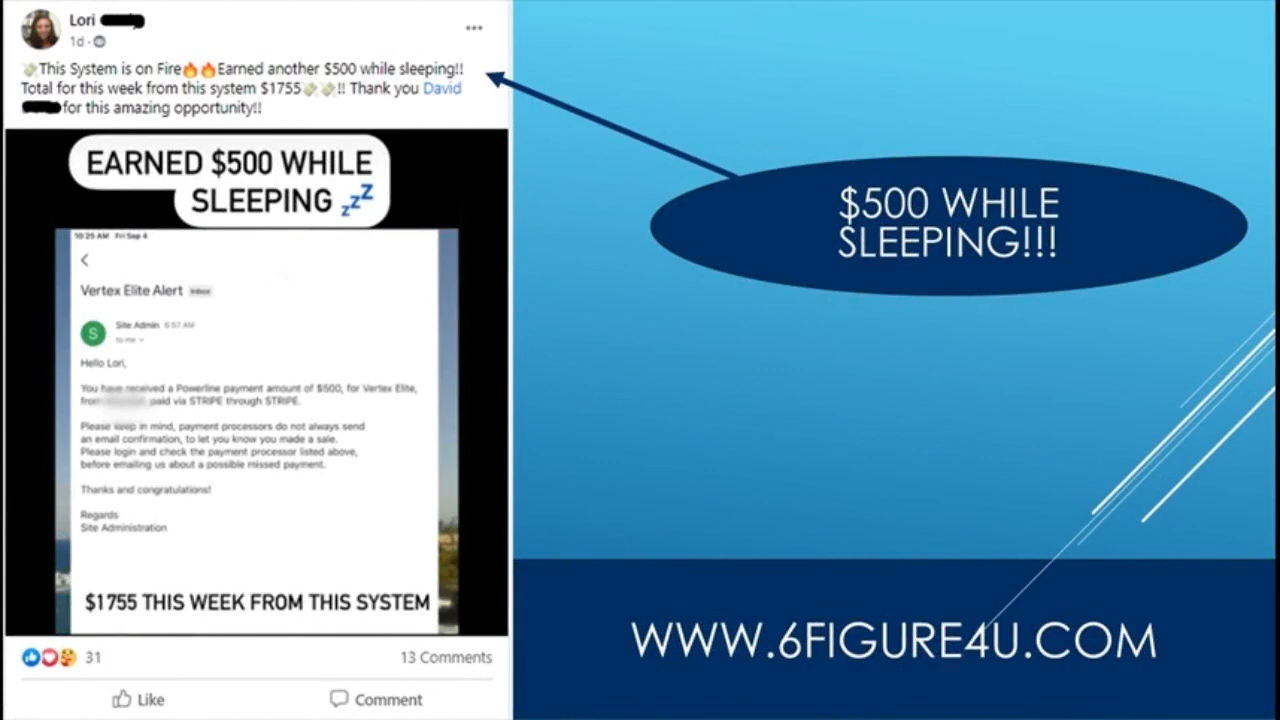 Lori
1d
💸This System is on Fire🔥🔥Earned another $500 while sleeping!!
Total for this week from this system $1755💸💸!! Thank you David
for this amazing opportunity!!
EARNED $500 WHILE
SLEEPING 💤
10:25 AM Fri Sep 4
Vertex Elite Alert Inbox
S
Site Admin 6:57 AM
to me
Hello Lori,
You have received a Powerline payment amount of $500, for Vertex Elite,
from paid via STRIPE through STRIPE.
Please keep in mind, payment processors do not always send
an email confirmation, to let you know you made a sale.
Please login and check the payment processor listed above,
before emailing us about a possible missed payment.
Thanks and congratulations!
Regards
Site Administration
$1755 THIS WEEK FROM THIS SYSTEM
31
13 Comments
Like
Comment
$500 WHILE
SLEEPING!!!
WWW.6FIGURE4U.COM